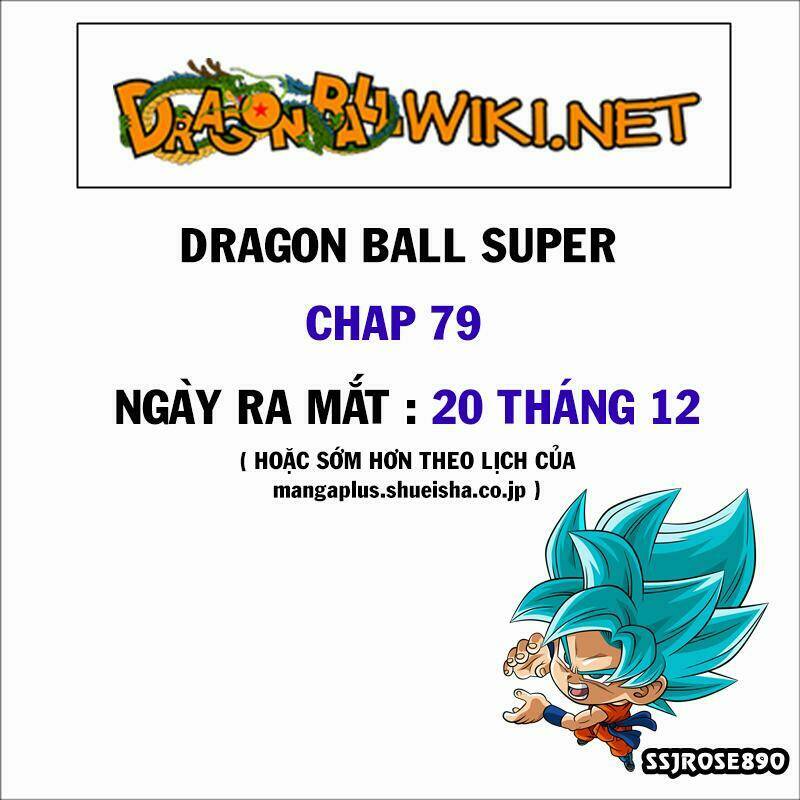 DRAGON BALL WIKI.NET
DRAGON BALL SUPER
CHAP 79
NGÀY RA MẮT : 20 THÁNG 12
( HOẶC SỚM HƠN THEO LỊCH CỦA
mangaplus.shueisha.co.jp )
SSJROSE890